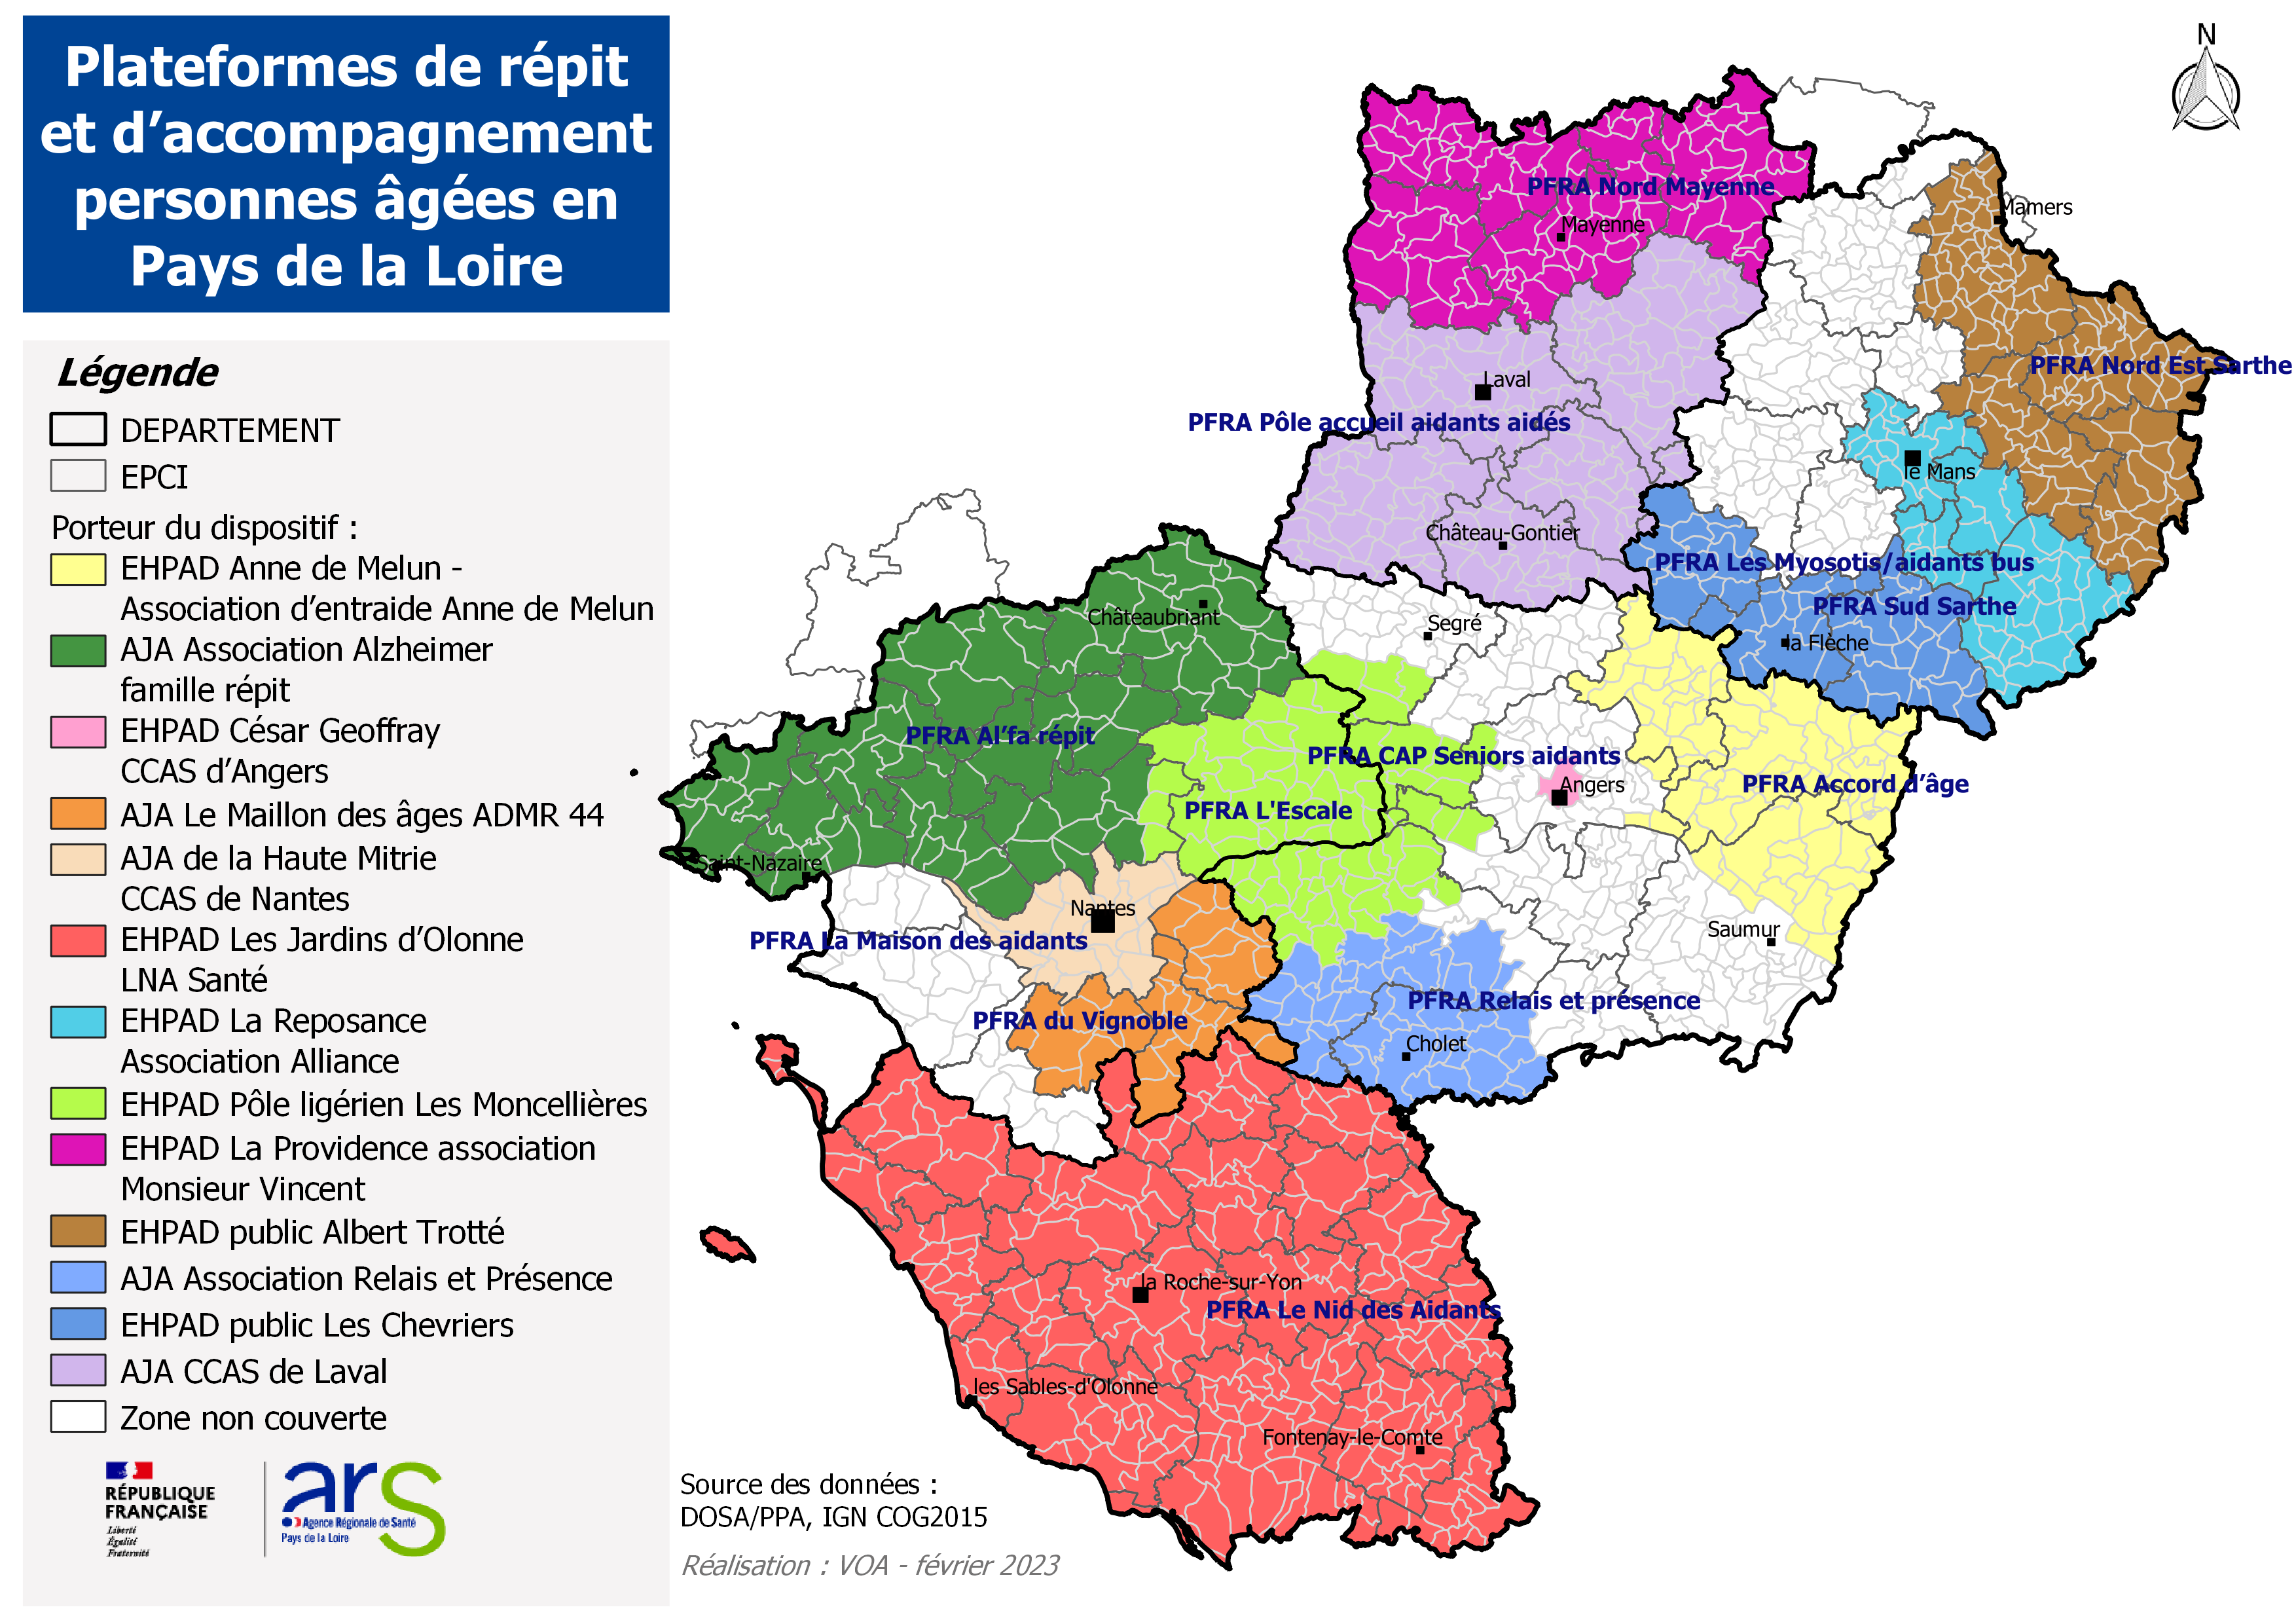 Plateformes de répit
et d’accompagnement
personnes âgées en
Pays de la Loire
N
Légende
DEPARTEMENT
EPCI
Porteur du dispositif :
EHPAD Anne de Melun -
Association d’entraide Anne de Melun
AJA Association Alzheimer
famille répit
EHPAD César Geoffray
CCAS d’Angers
AJA Le Maillon des âges ADMR 44
AJA de la Haute Mitrie
CCAS de Nantes
EHPAD Les Jardins d’Olonne
LNA Santé
EHPAD La Reposance
Association Alliance
EHPAD Pôle ligérien Les Moncellières
EHPAD La Providence association
Monsieur Vincent
EHPAD public Albert Trotté
AJA Association Relais et Présence
EHPAD public Les Chevriers
AJA CCAS de Laval
Zone non couverte
RÉPUBLIQUE
FRANÇAISE
Liberté
Égalité
Fraternité
ars
Agence Régionale de Santé
Pays de la Loire
PFRA Nord Mayenne
Mayenne
Mamers
PFRA Nord Est Sarthe
Laval
PFRA Pôle accueil aidants aidés
le Mans
Château-Gontier
PFRA Les Myosotis/aidants bus
PFRA Sud Sarthe
la Flèche
Châteaubriant
Segré
PFRA Al’fa répit
PFRA CAP Seniors aidants
PFRA Accord d’âge
Angers
PFRA L'Escale
Saint-Nazaire
Nantes
PFRA La Maison des aidants
Saumur
PFRA Relais et présence
PFRA du Vignoble
Cholet
la Roche-sur-Yon
PFRA Le Nid des Aidants
les Sables-d'Olonne
Fontenay-le-Comte
Source des données :
DOSA/PPA, IGN COG2015
Réalisation : VOA - février 2023